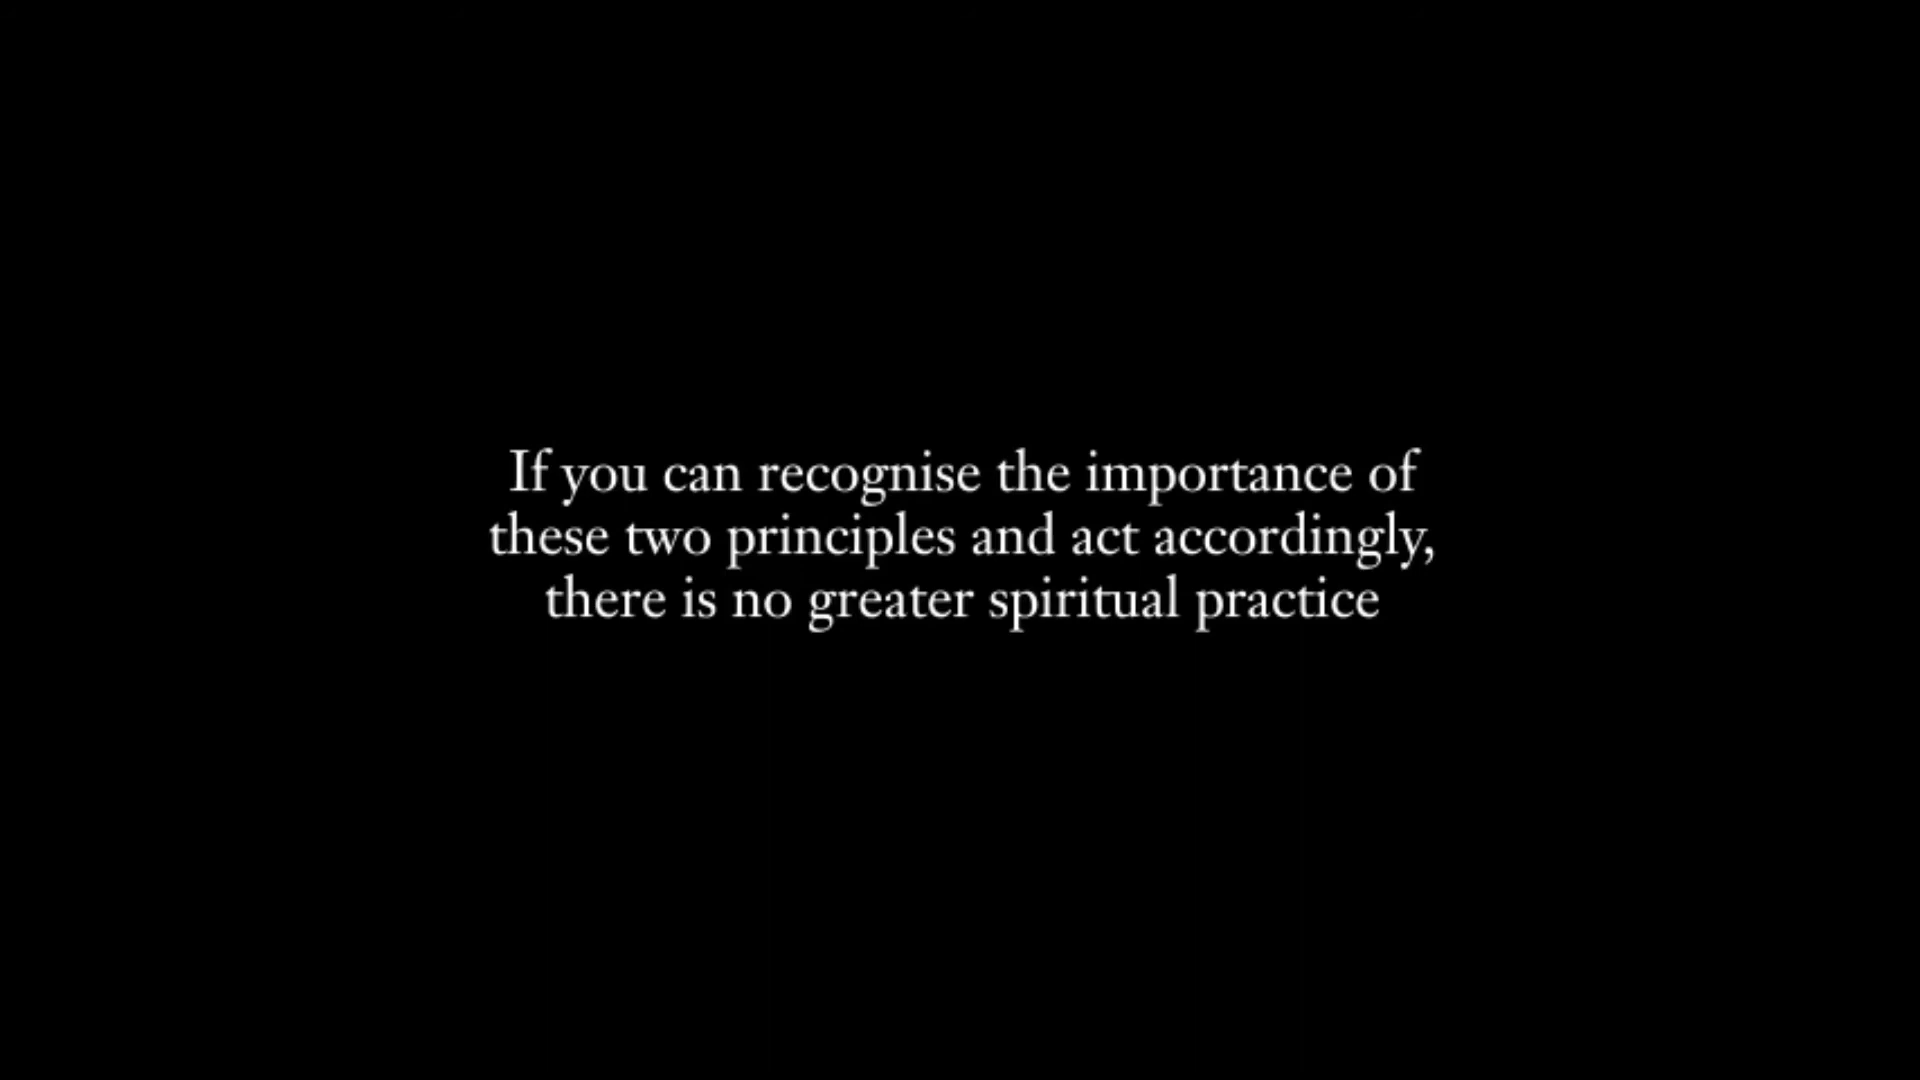 If you can recognise the importance of
these two principles and act accordingly,
there is no greater spiritual practice